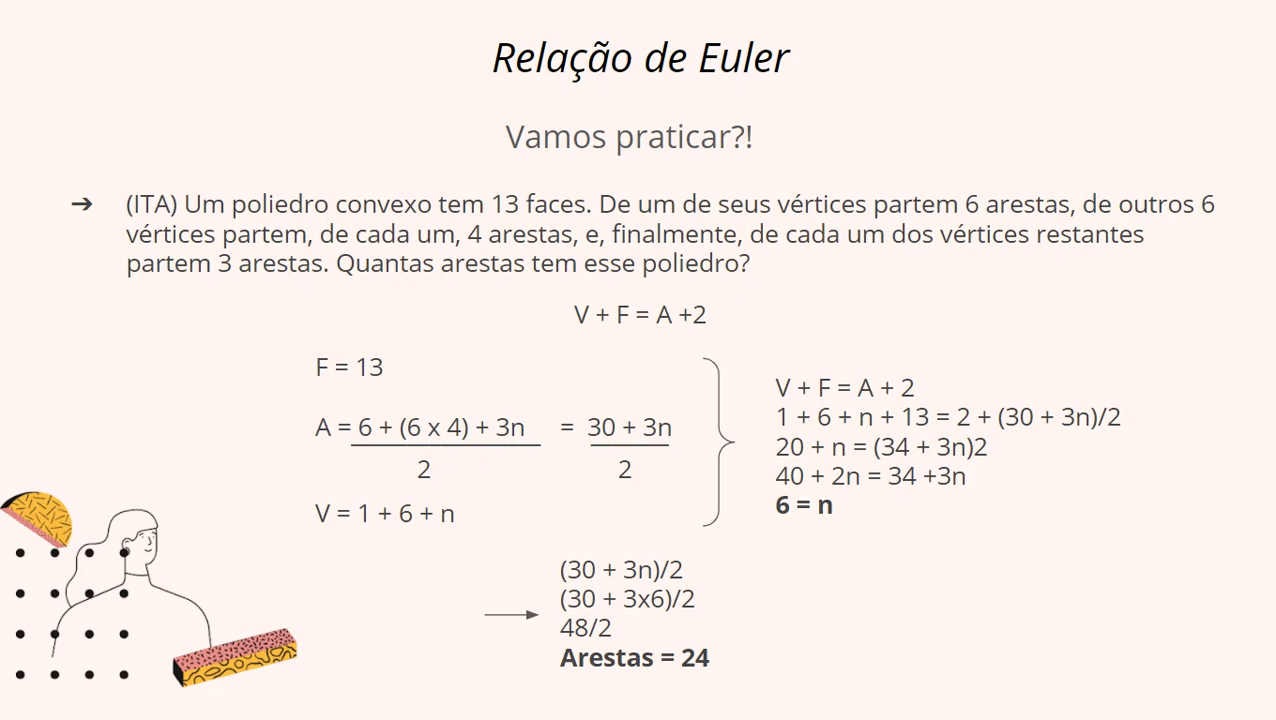 Relação de Euler
Vamos praticar?!
➔ (ITA) Um poliedro convexo tem 13 faces. De um de seus vértices partem 6 arestas, de outros 6
vértices partem, de cada um, 4 arestas, e, finalmente, de cada um dos vértices restantes
partem 3 arestas. Quantas arestas tem esse poliedro?
V + F = A +2
F = 13
A = 6 + (6 x 4) + 3n = 30 + 3n
2 2
V = 1 + 6 + n
V + F = A + 2
1 + 6 + n + 13 = 2 + (30 + 3n)/2
20 + n = (34 + 3n)2
40 + 2n = 34 +3n
6 = n
(30 + 3n)/2
(30 + 3x6)/2
48/2
Arestas = 24